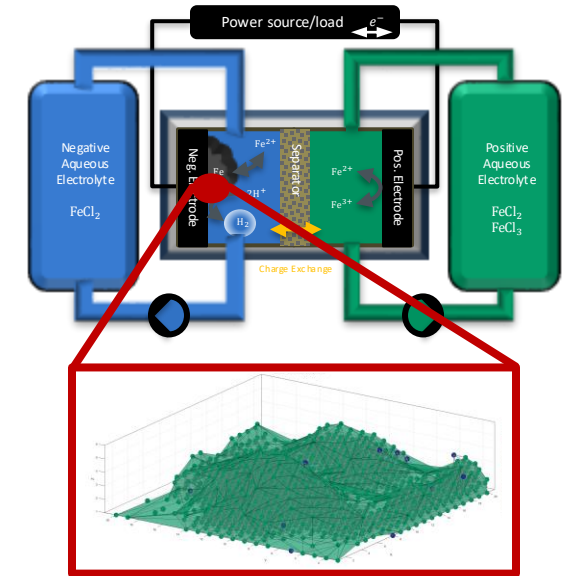 Power source/load
e⁻
Negative
Aqueous
Electrolyte
FeCl₂
Neg. Electrode
Fe
Fe²⁺
2H⁺
H₂
Separator
Fe²⁺
Fe³⁺
Pos. Electrode
Positive
Aqueous
Electrolyte
FeCl₂
FeCl₃
Charge Exchange